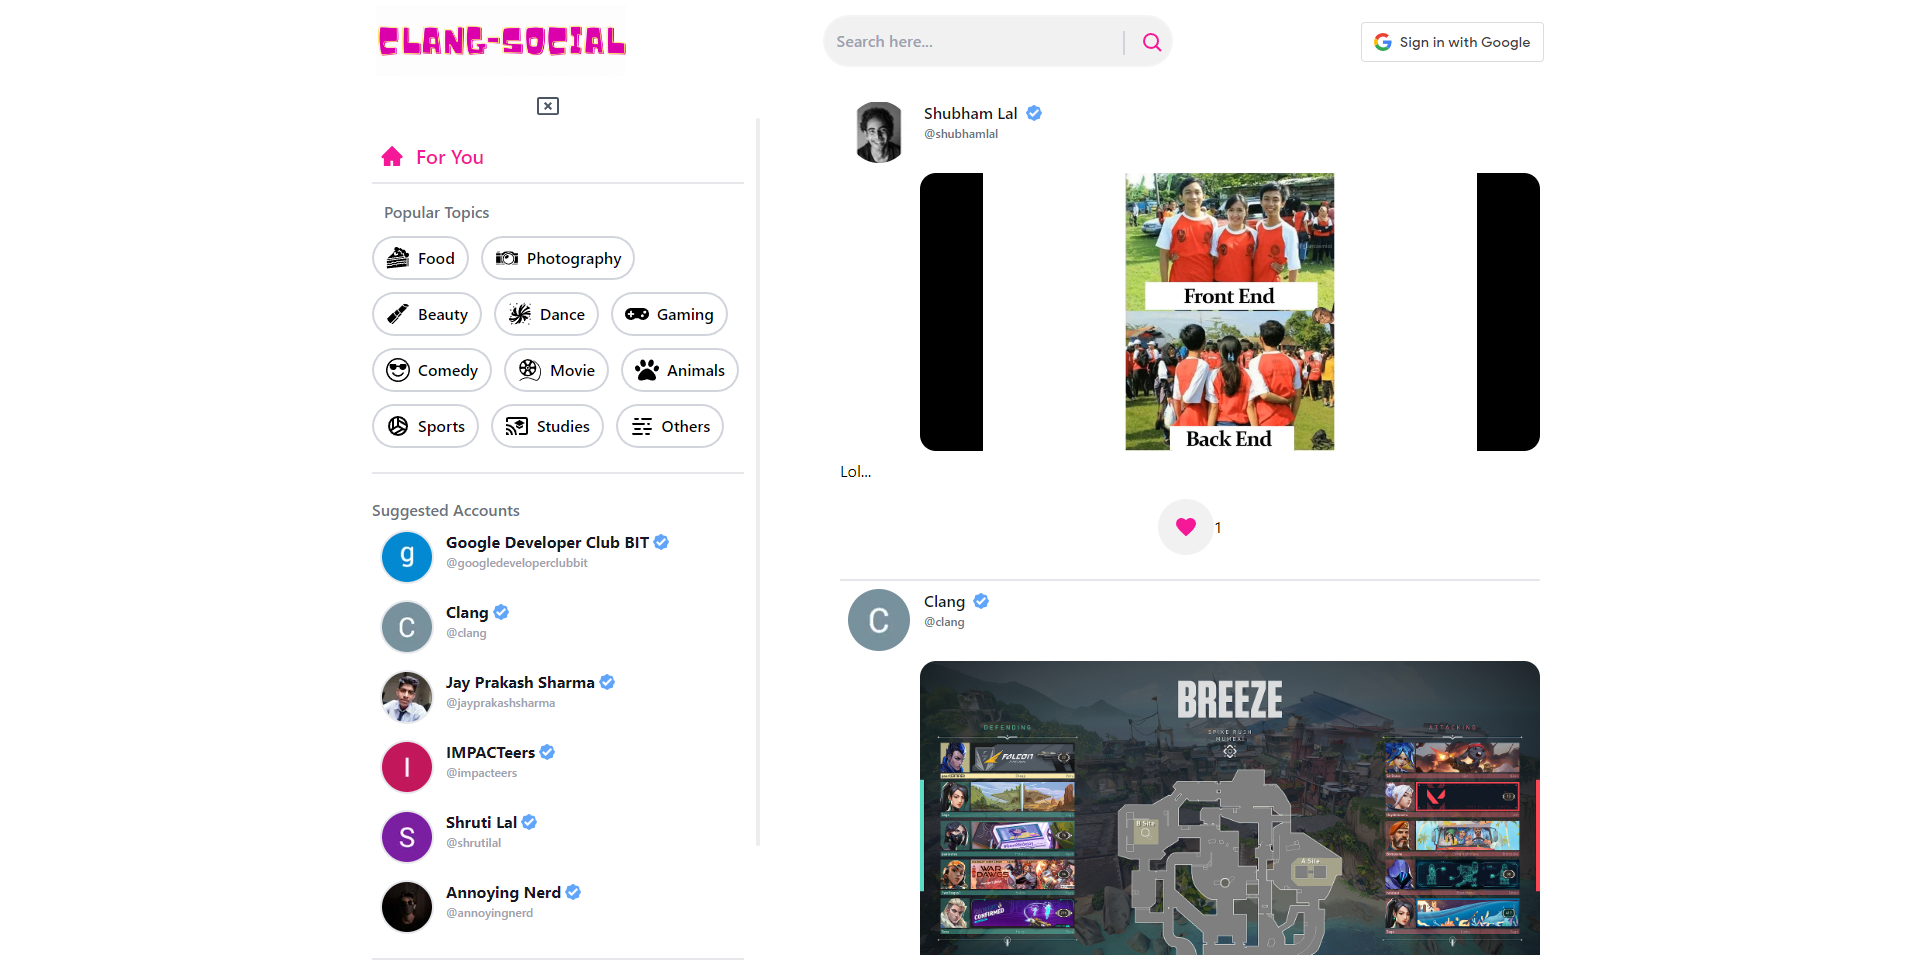 CLANG-SOCIAL
Search here...
Sign in with Google
For You
Popular Topics
Food
Photography
Beauty
Dance
Gaming
Comedy
Movie
Animals
Sports
Studies
Others
Suggested Accounts
g
Google Developer Club BIT
@googledeveloperclubbit
C
Clang
@clang
Jay Prakash Sharma
@jayprakashsharma
I
IMPACTeers
@impacteers
S
Shruti Lal
@shrutilal
Annoying Nerd
@annoyingnerd
Shubham Lal
@shubhamlal
Front End
Back End
Lol...
1
C
Clang
@clang
BREEZE
SPIKE RUSH
MUMBAI
DEFENDING
ATTACKING
FALCON
WAR
DAWGS
CONFIRMED
B Site
A Site